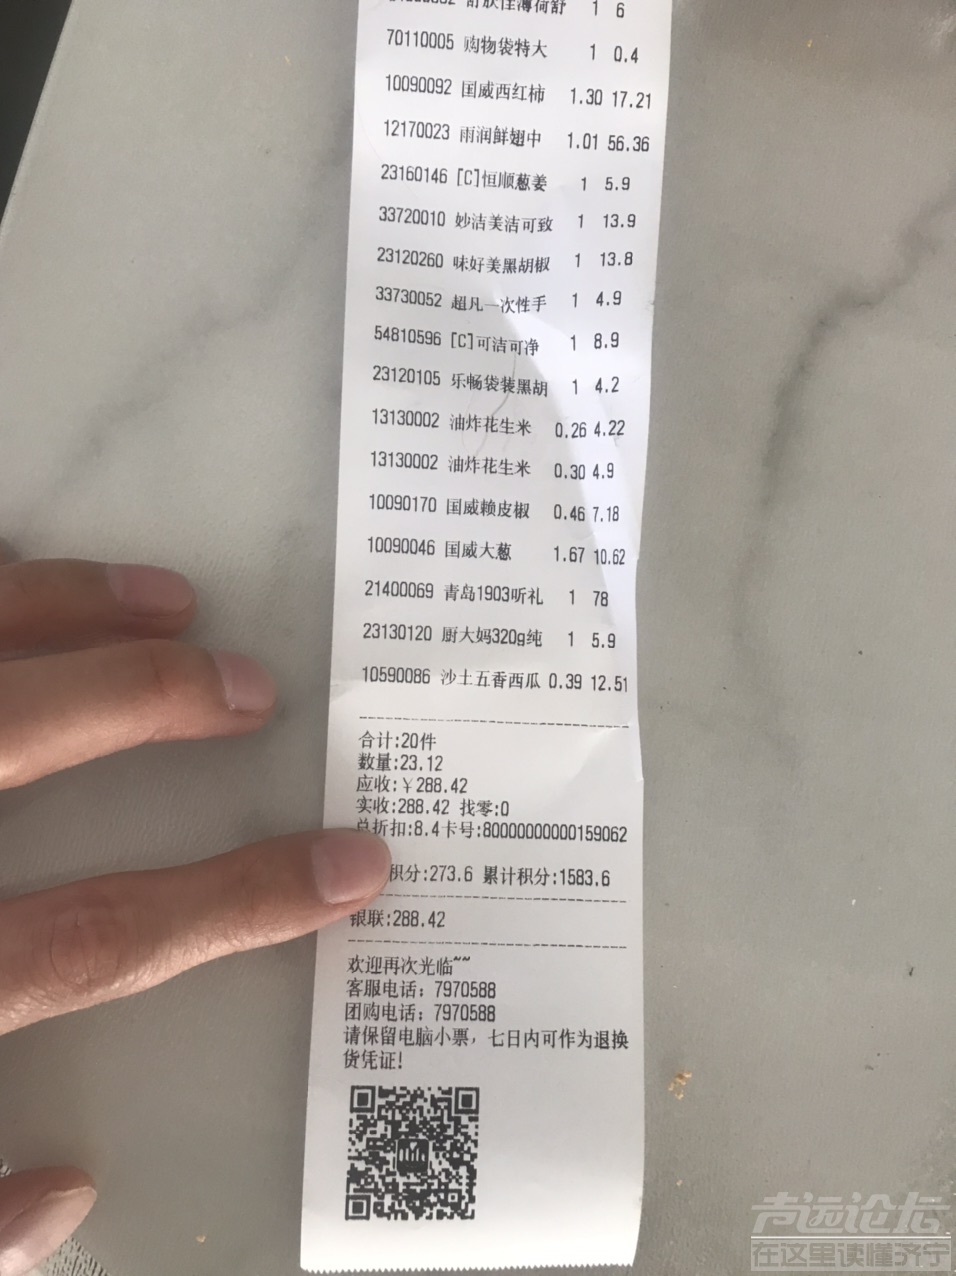 舒肤佳薄荷舒 1 6
70110005 购物袋特大 1 0.4
10090092 国威西红柿 1.30 17.21
12170023 雨润鲜翅中 1.01 56.36
23160146 [C]恒顺葱姜 1 5.9
33720010 妙洁美洁可致 1 13.9
23120260 味好美黑胡椒 1 13.8
33730052 超凡一次性手 1 4.9
54810596 [C]可洁可净 1 8.9
23120105 乐畅袋装黑胡 1 4.2
13130002 油炸花生米 0.26 4.22
13130002 油炸花生米 0.30 4.9
10090170 国威赖皮椒 0.46 7.18
10090046 国威大葱 1.67 10.62
21400069 青岛1903听礼 1 78
23130120 厨大妈320g纯 1 5.9
10590086 沙土五香西瓜 0.39 12.51
合计:20件
数量:23.12
应收:¥288.42
实收:288.42 找零:0
总折扣:8.4卡号:80000000000159062
积分:273.6 累计积分:1583.6
银联:288.42
欢迎再次光临~~
客服电话: 7970588
团购电话: 7970588
请保留电脑小票, 七日内可作为退换
货凭证!
声远论坛
在这里读懂济宁